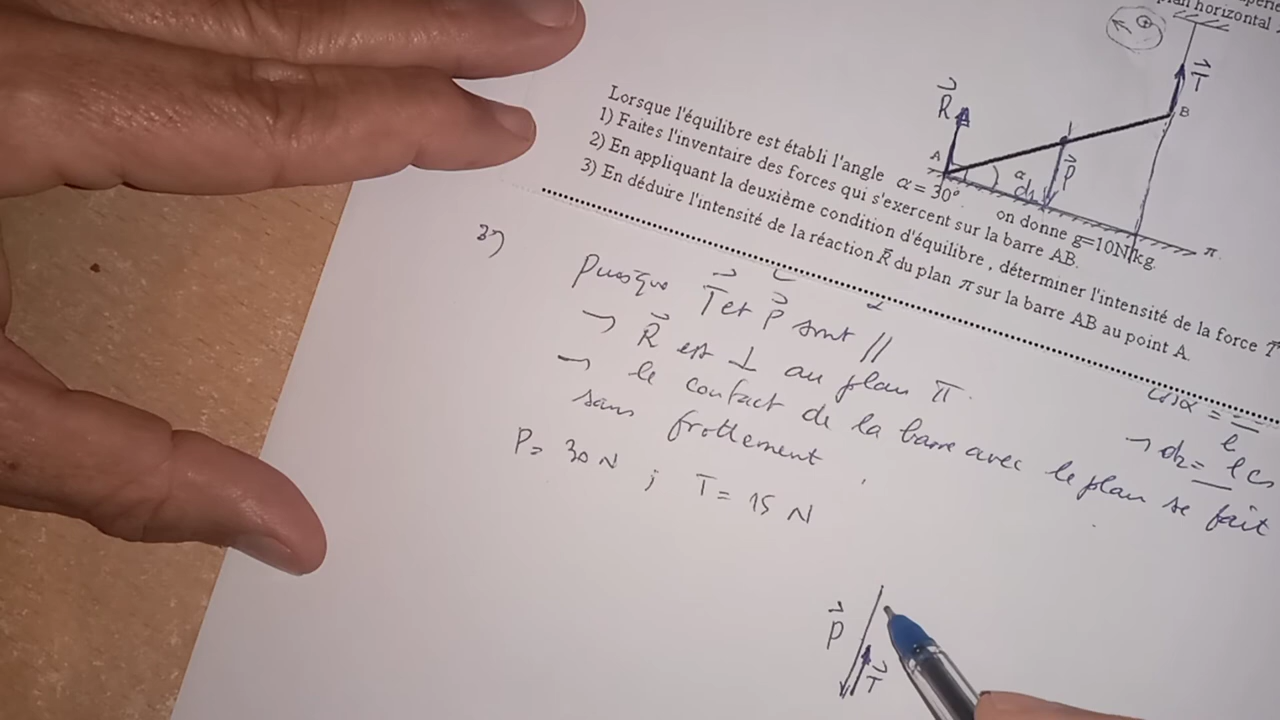 plan horizontal
R
A
α
d₁
P
T
B
π
Lorsque l'équilibre est établi l'angle α = 30° on donne g=10N/kg.
1) Faites l'inventaire des forces qui s'exercent sur la barre AB.
2) En appliquant la deuxième condition d'équilibre , déterminer l'intensité de la force T
3) En déduire l'intensité de la réaction R⃗ du plan π sur la barre AB au point A.
3°)
Puisque T⃗ et P⃗ sont //
→ R⃗ est ⊥ au plan π.
→ le contact de la barre avec le plan se fait
sans frottement
P = 30 N ; T = 15 N
cos α =
l
→ d₂ =
P⃗
T⃗